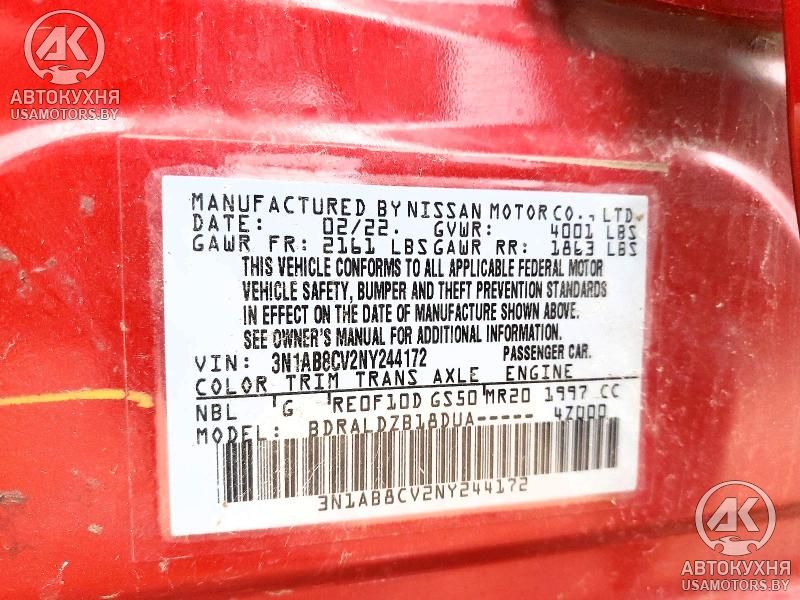 АК
АВТОКУХНЯ
USAMOTORS.BY
MANUFACTURED BY NISSAN MOTOR CO., LTD.
DATE: 02/22. GVWR: 4001 LBS
GAWR FR: 2161 LBS GAWR RR: 1863 LBS
THIS VEHICLE CONFORMS TO ALL APPLICABLE FEDERAL MOTOR
VEHICLE SAFETY, BUMPER AND THEFT PREVENTION STANDARDS
IN EFFECT ON THE DATE OF MANUFACTURE SHOWN ABOVE.
SEE OWNER'S MANUAL FOR ADDITIONAL INFORMATION.
VIN: 3N1AB8CV2NY244172 PASSENGER CAR.
COLOR TRIM TRANS AXLE ENGINE
NBL G RE0F10D GS50 MR20 1997 CC
MODEL: BDRALDZB18DUA----- 4Z000
3N1AB8CV2NY244172
АК
АВТОКУХНЯ
USAMOTORS.BY